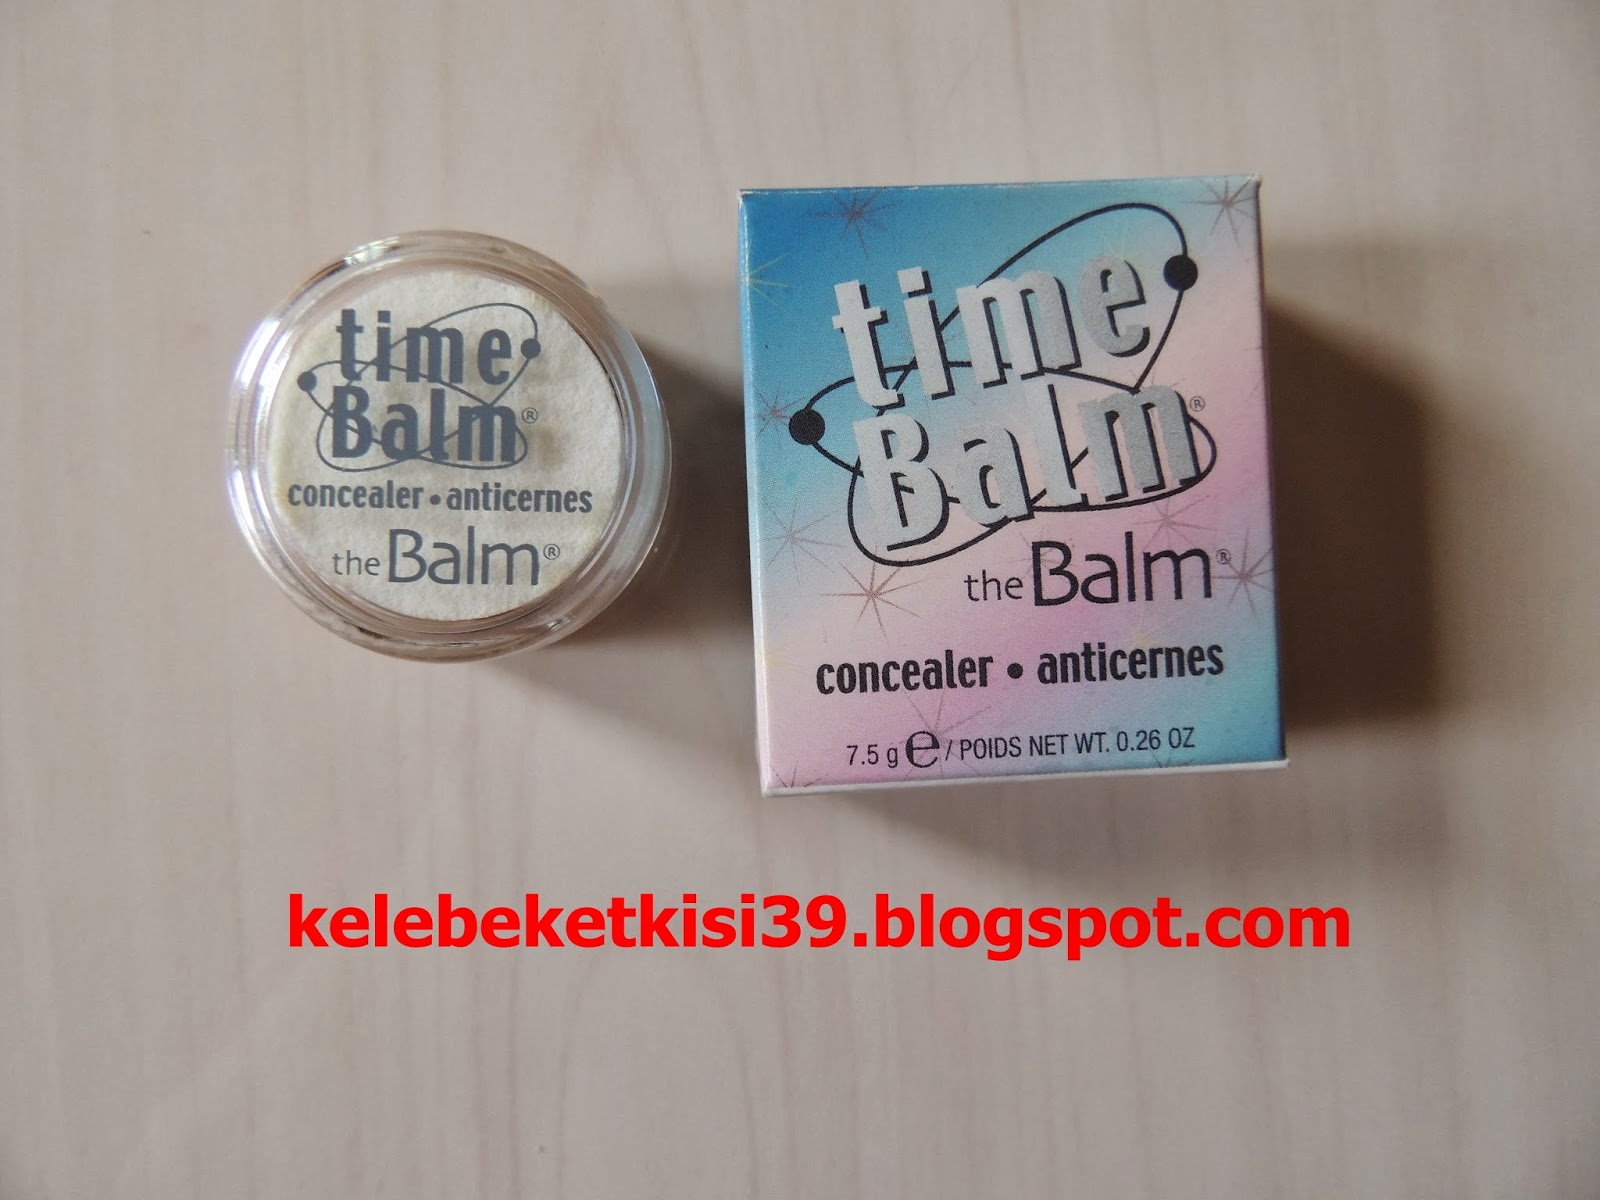 time
Balm®
concealer • anticernes
the Balm®
time
Balm®
the Balm®
concealer • anticernes
7.5 g ℮ / POIDS NET WT. 0.26 OZ
kelebeketkisi39.blogspot.com